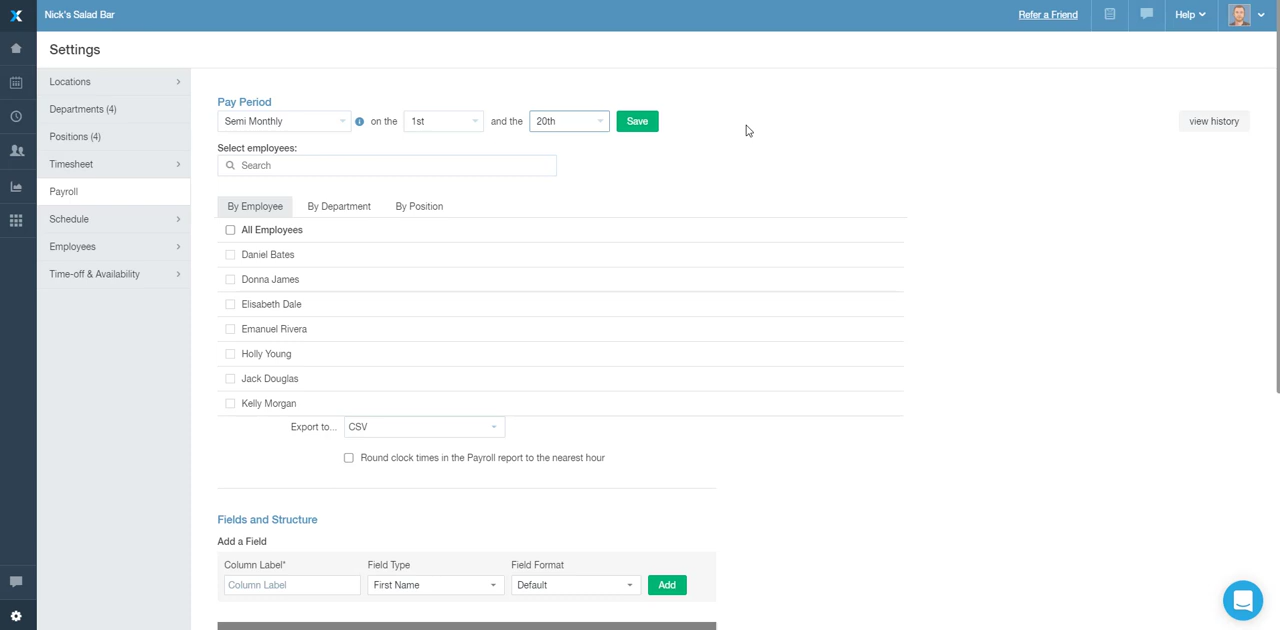 Nick's Salad Bar
Refer a Friend
Help
Settings
Locations
Departments (4)
Positions (4)
Timesheet
Payroll
Schedule
Employees
Time-off & Availability
Pay Period
Semi Monthly on the 1st and the 20th Save
view history
Select employees:
Search
By Employee By Department By Position
All Employees
Daniel Bates
Donna James
Elisabeth Dale
Emanuel Rivera
Holly Young
Jack Douglas
Kelly Morgan
Export to... CSV
Round clock times in the Payroll report to the nearest hour
Fields and Structure
Add a Field
Column Label* Field Type Field Format
Column Label First Name Default Add